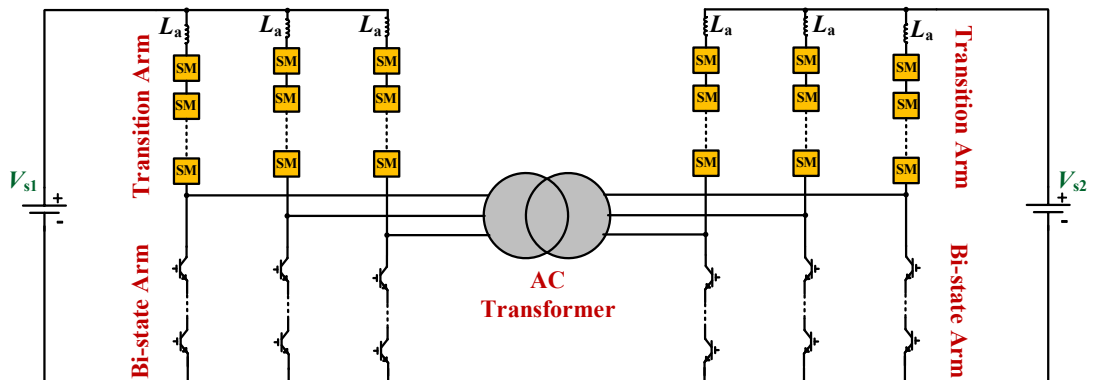 La La La La La La
Transition Arm
SM SM SM SM SM SM
SM SM SM SM SM SM
SM SM SM SM SM SM
Transition Arm
Vs1 + -
Vs2 + -
Bi-state Arm
AC
Transformer
Bi-state Arm